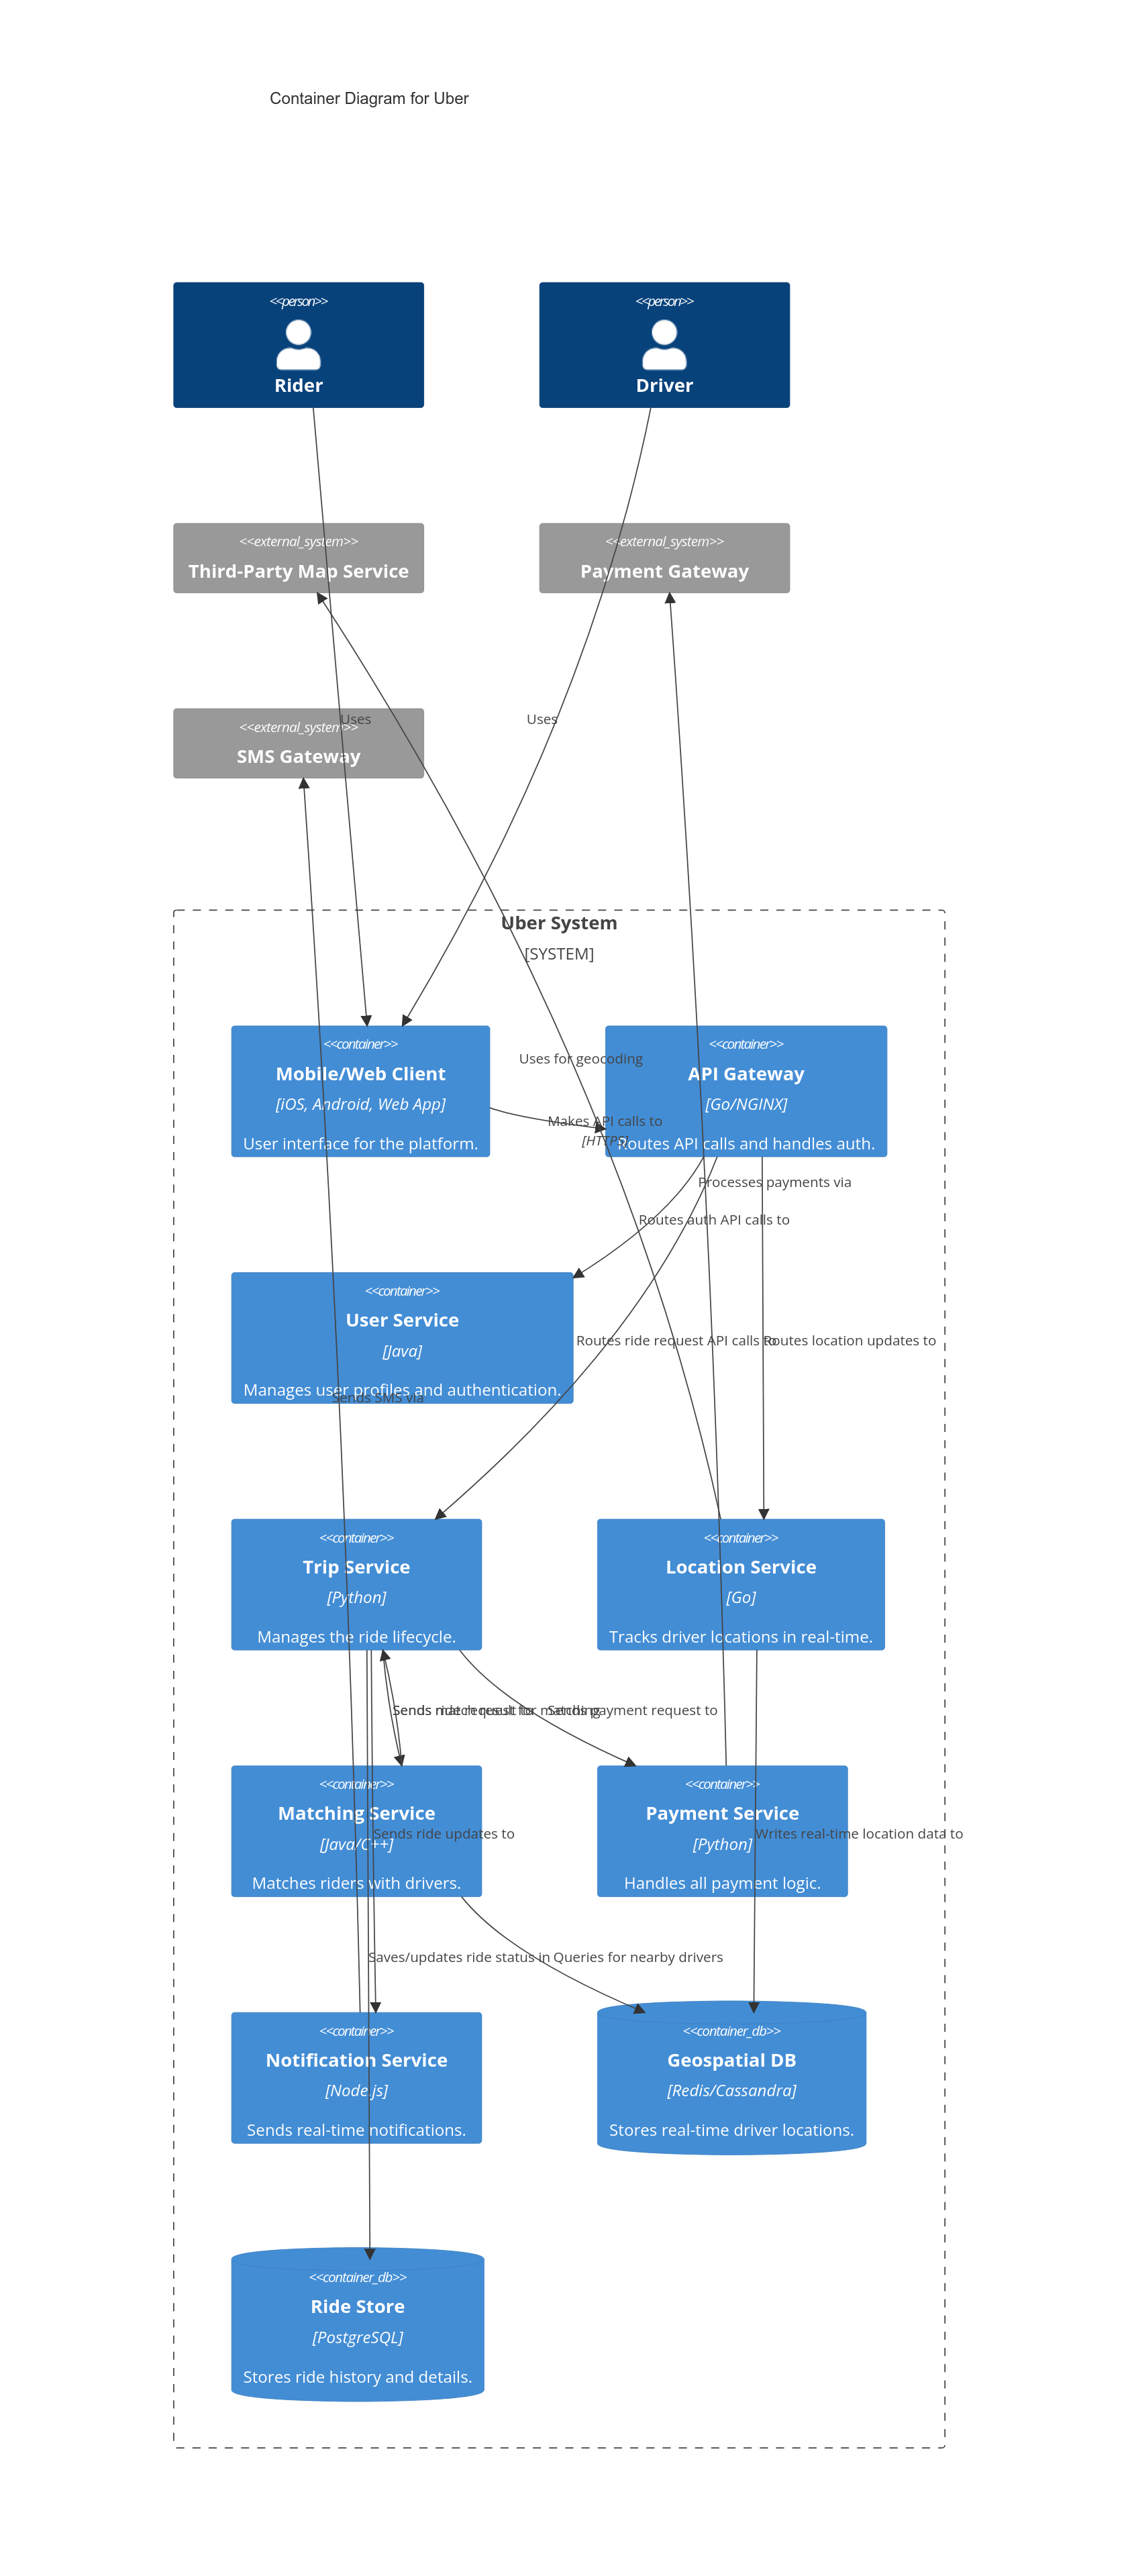 Container Diagram for Uber
<<person>>
Rider
<<person>>
Driver
<<external_system>>
Third-Party Map Service
<<external_system>>
Payment Gateway
<<external_system>>
SMS Gateway
Uses
Uses
Uber System
[SYSTEM]
<<container>>
Mobile/Web Client
[iOS, Android, Web App]
User interface for the platform.
Uses for geocoding
Makes API calls to
[HTTPS]
<<container>>
API Gateway
[Go/NGINX]
Routes API calls and handles auth.
Processes payments via
Routes auth API calls to
<<container>>
User Service
[Java]
Manages user profiles and authentication.
Routes ride request API calls to
Routes location updates to
Sends SMS via
<<container>>
Trip Service
[Python]
Manages the ride lifecycle.
<<container>>
Location Service
[Go]
Tracks driver locations in real-time.
Sends ride request for matching
Sends match result to
Sends payment request to
<<container>>
Matching Service
[Java/C++]
Matches riders with drivers.
Sends ride updates to
<<container>>
Payment Service
[Python]
Handles all payment logic.
Writes real-time location data to
Saves/updates ride status in
Queries for nearby drivers
<<container>>
Notification Service
[Node.js]
Sends real-time notifications.
<<container_db>>
Geospatial DB
[Redis/Cassandra]
Stores real-time driver locations.
<<container_db>>
Ride Store
[PostgreSQL]
Stores ride history and details.